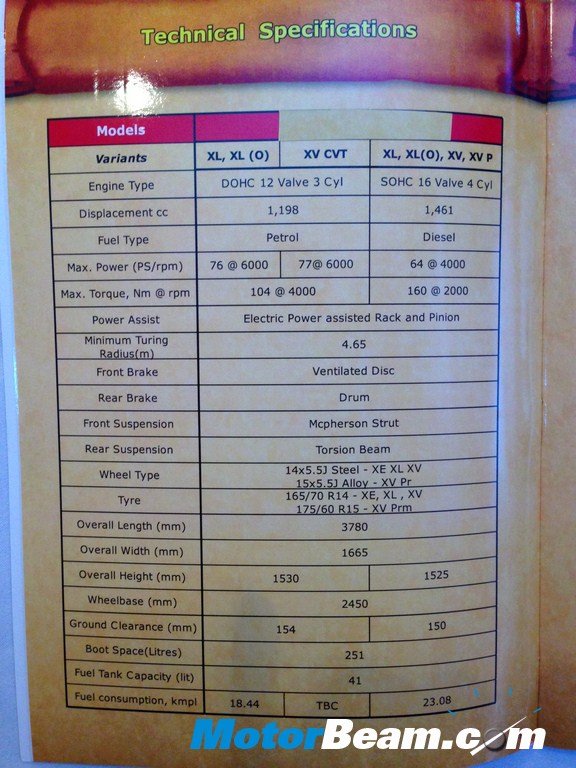 Technical Specifications
Models
Variants XL, XL (O) XV CVT XL, XL(O), XV, XV P
Engine Type DOHC 12 Valve 3 Cyl SOHC 16 Valve 4 Cyl
Displacement cc 1,198 1,461
Fuel Type Petrol Diesel
Max. Power (PS/rpm) 76 @ 6000 77@ 6000 64 @ 4000
Max. Torque, Nm @ rpm 104 @ 4000 160 @ 2000
Power Assist Electric Power assisted Rack and Pinion
Minimum Turing
Radius(m) 4.65
Front Brake Ventilated Disc
Rear Brake Drum
Front Suspension Mcpherson Strut
Rear Suspension Torsion Beam
Wheel Type 14x5.5J Steel - XE XL XV
15x5.5J Alloy - XV Pr
Tyre 165/70 R14 - XE, XL , XV
175/60 R15 - XV Prm
Overall Length (mm) 3780
Overall Width (mm) 1665
Overall Height (mm) 1530 1525
Wheelbase (mm) 2450
Ground Clearance (mm) 154 150
Boot Space(Litres) 251
Fuel Tank Capacity (lit) 41
Fuel consumption, kmpl 18.44 TBC 23.08
MotorBeam.com